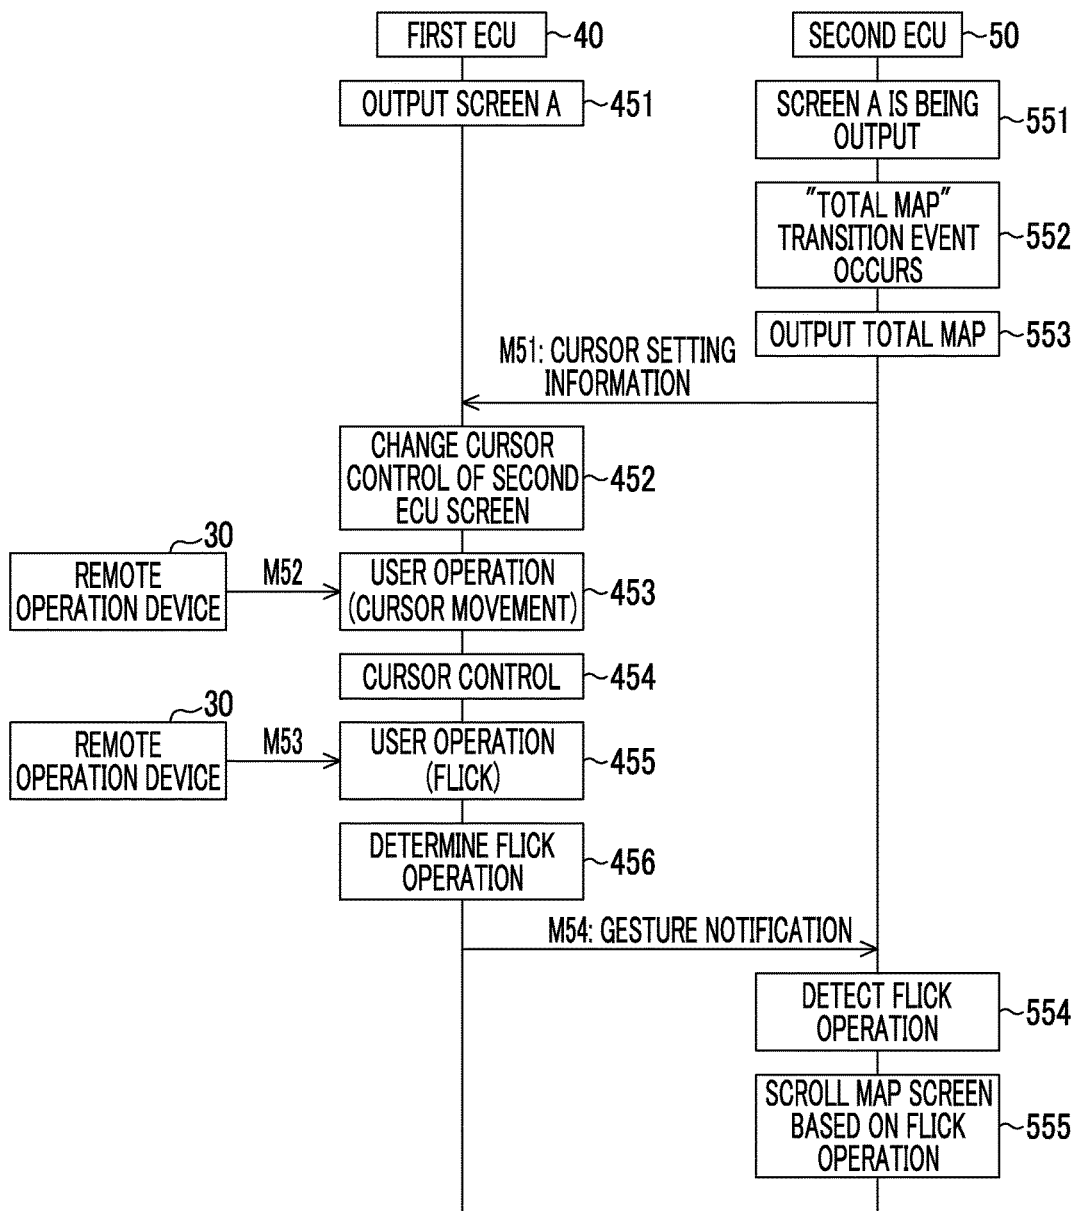 FIRST ECU 40
SECOND ECU 50
OUTPUT SCREEN A 451
SCREEN A IS BEING
OUTPUT
551
"TOTAL MAP"
TRANSITION EVENT
OCCURS
552
OUTPUT TOTAL MAP 553
M51: CURSOR SETTING
INFORMATION
CHANGE CURSOR
CONTROL OF SECOND
ECU SCREEN
452
30
REMOTE
OPERATION DEVICE
M52
USER OPERATION
(CURSOR MOVEMENT)
453
CURSOR CONTROL 454
30
REMOTE
OPERATION DEVICE
M53
USER OPERATION
(FLICK)
455
DETERMINE FLICK
OPERATION
456
M54: GESTURE NOTIFICATION
DETECT FLICK
OPERATION
554
SCROLL MAP SCREEN
BASED ON FLICK
OPERATION
555